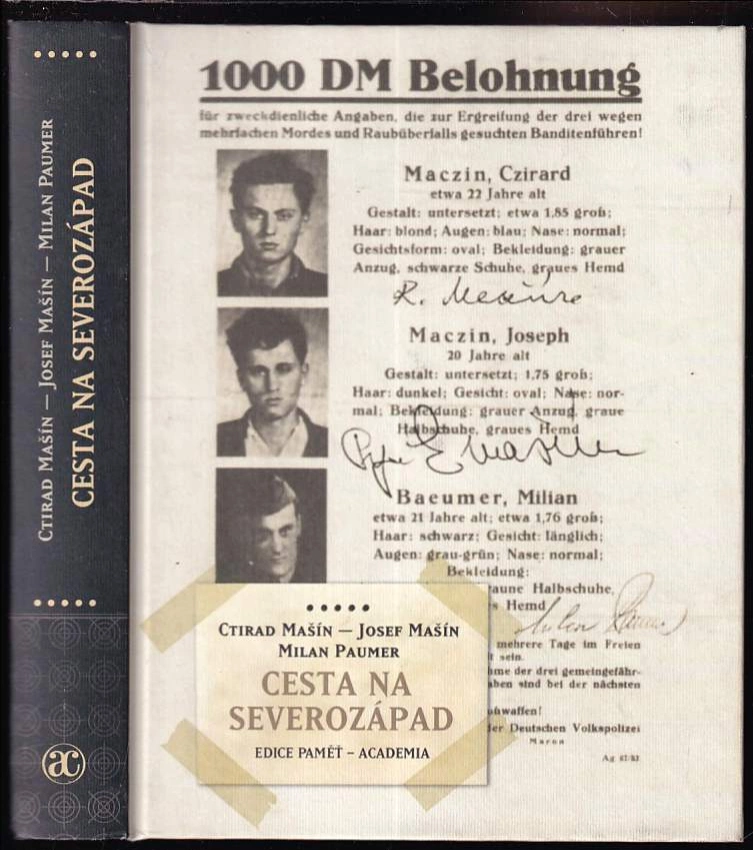 CTIRAD MAŠÍN — JOSEF MAŠÍN — MILAN PAUMER
CESTA NA SEVEROZÁPAD
1000 DM Belohnung
für zweckdienliche Angaben, die zur Ergreifung der drei wegen
mehrfachen Mordes und Raubüberfalls gesuchten Banditenführen!
Maczin, Czirard
etwa 22 Jahre alt
Gestalt: untersetzt; etwa 1,85 groß;
Haar: blond; Augen: blau; Nase: normal;
Gesichtsform: oval; Bekleidung: grauer
Anzug, schwarze Schuhe, graues Hemd
Maczin, Joseph
20 Jahre alt
Gestalt: untersetzt; 1,75 groß;
Haar: dunkel; Gesicht: oval; Nase: nor-
mal; Bekleidung: grauer Anzug, graue
Halbschuhe, graues Hemd
Baeumer, Milian
etwa 21 Jahre alt; etwa 1,76 groß;
Haar: schwarz; Gesicht: länglich;
Augen: grau-grün; Nase: normal;
Bekleidung:
raune Halbschuhe,
s Hemd
mehrere Tage im Freien
t sein.
hme der drei gemeingefähr-
aben sind bei der nächsten
uhwaffen!
der Deutschen Volkspolizei
Maron
CTIRAD MAŠÍN — JOSEF MAŠÍN
MILAN PAUMER
CESTA NA
SEVEROZÁPAD
EDICE PAMĚŤ – ACADEMIA